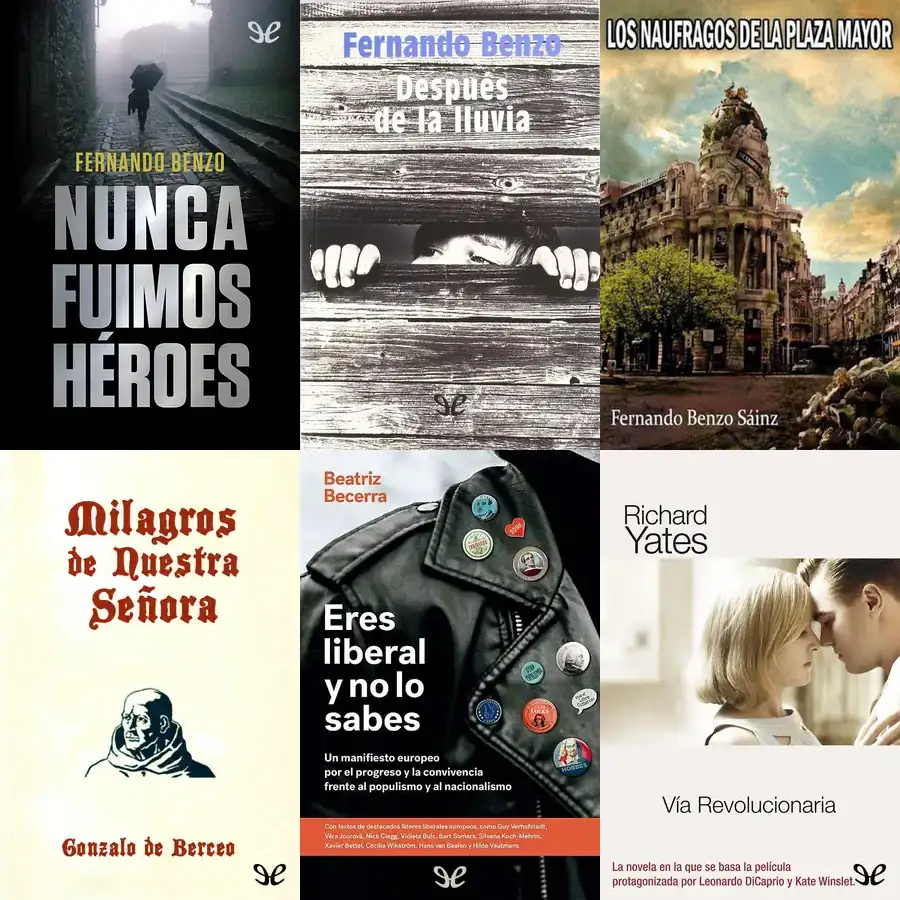 FERNANDO BENZO
NUNCA
FUIMOS
HÉROES
Fernando Benzo
Después
de la lluvia
LOS NAUFRAGOS DE LA PLAZA MAYOR
Fernando Benzo Sáinz
Milagros
de Nuestra
Señora
Gonzalo de Berceo
Beatriz
Becerra
Eres
liberal
y no lo
sabes
Un manifiesto europeo
por el progreso y la convivencia
frente al populismo y al nacionalismo
Con textos de destacados líderes liberales europeos, como Guy Verhofstadt,
Věra Jourová, Nick Clegg, Violeta Bulc, Bart Somers, Silvana Koch-Mehrin,
Xavier Bettel, Cecilia Wikström, Hans van Baalen y Hilde Vautmans.
HOBBES
Richard
Yates
Vía Revolucionaria
La novela en la que se basa la película
protagonizada por Leonardo DiCaprio y Kate Winslet.